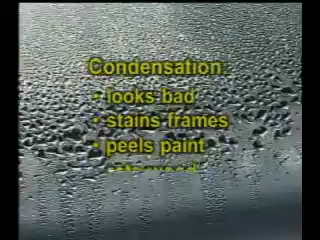 Condensation:
• looks bad
• stains frames
• peels paint